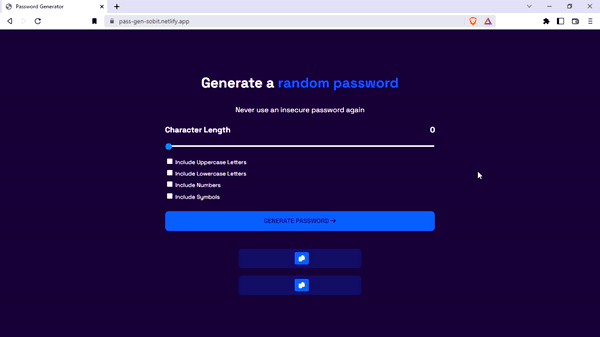 Password Generator
pass-gen-sobit.netlify.app
Generate a random password
Never use an insecure password again
Character Length 0
Include Uppercase Letters
Include Lowercase Letters
Include Numbers
Include Symbols
GENERATE PASSWORD →